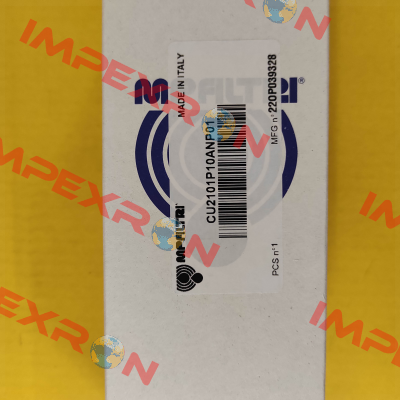 MADE IN ITALY
MPFILTRI
CU2101P10ANP01
MFG n° 220P039328
PCS n°1
IMPEXRON
IMPEXRON
IMPEXRON
IMPEXRON